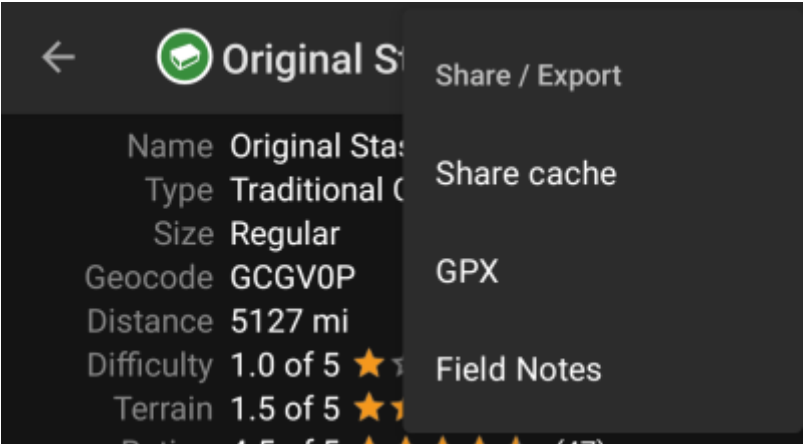 Original S
Share / Export
Name Original Stas
Type Traditional
Share cache
Size Regular
Geocode GCGV0P
GPX
Distance 5127 mi
Difficulty 1.0 of 5
Field Notes
Terrain 1.5 of 5